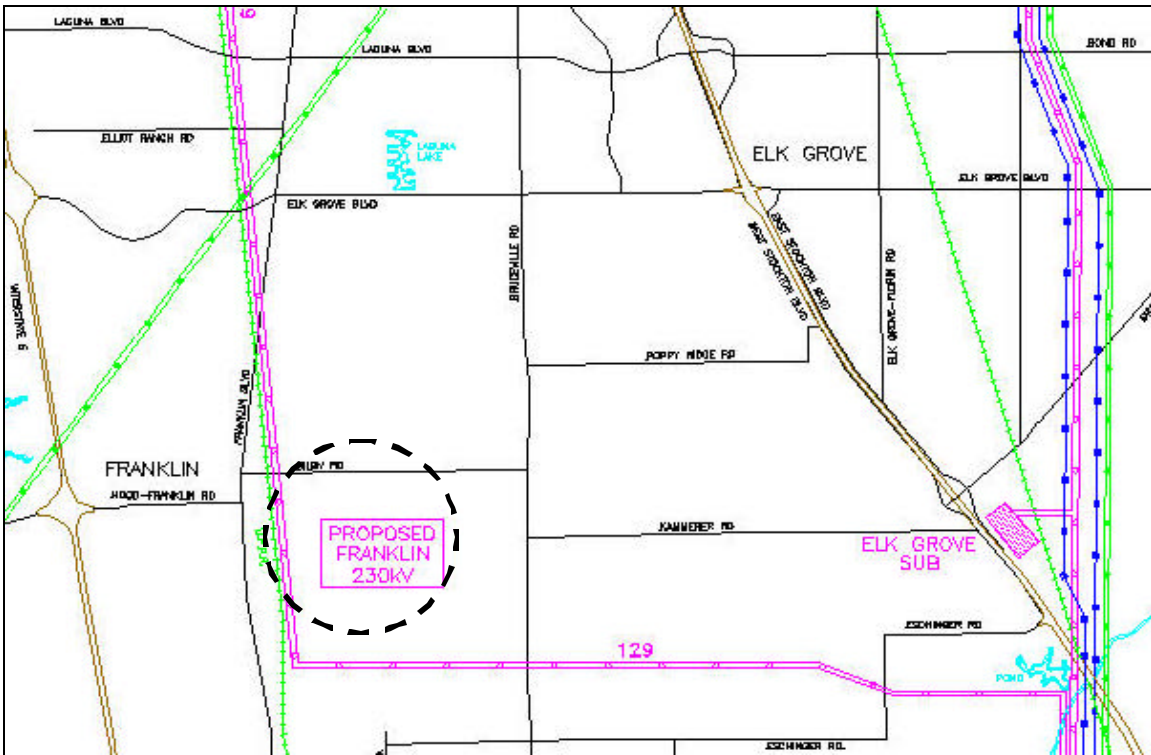 LAGUNA BLVD
LAGUNA BLVD
BOND RD
ELLIOT RANCH RD
LAGUNA
LAKE
ELK GROVE
ELK GROVE BLVD
ELK GROVE BLVD
BRUCEVILLE RD
EAST STOCKTON BLVD
WEST STOCKTON BLVD
ELK GROVE-FLORIN RD
INTERSTATE 5
POPPY RIDGE RD
FRANKLIN BLVD
FRANKLIN
BILBY RD
HOOD-FRANKLIN RD
KAMMERER RD
PROPOSED
FRANKLIN
230kV
ELK GROVE
SUB
ESCHINGER RD
129
POND
ESCHINGER RD.